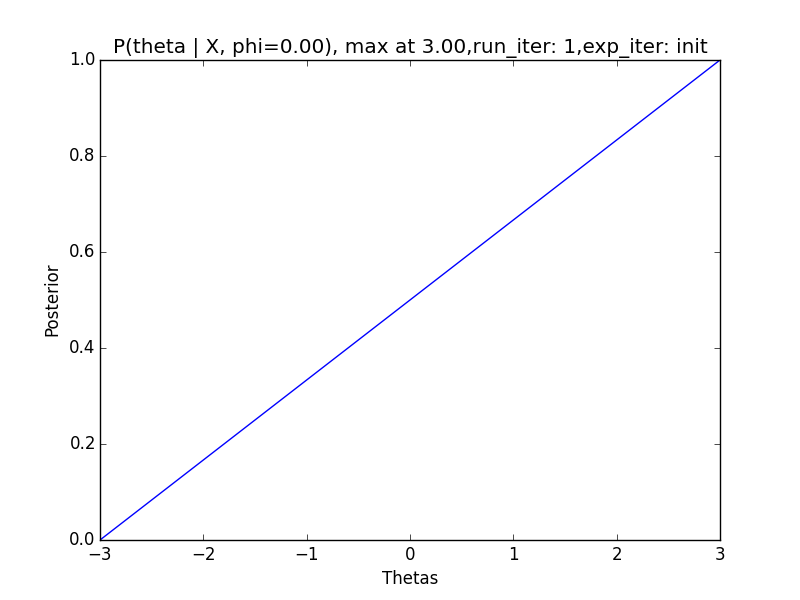 P(theta | X, phi=0.00), max at 3.00,run_iter: 1,exp_iter: init
1.0
0.8
0.6
0.4
0.2
0.0
Posterior
−3 −2 −1 0 1 2 3
Thetas